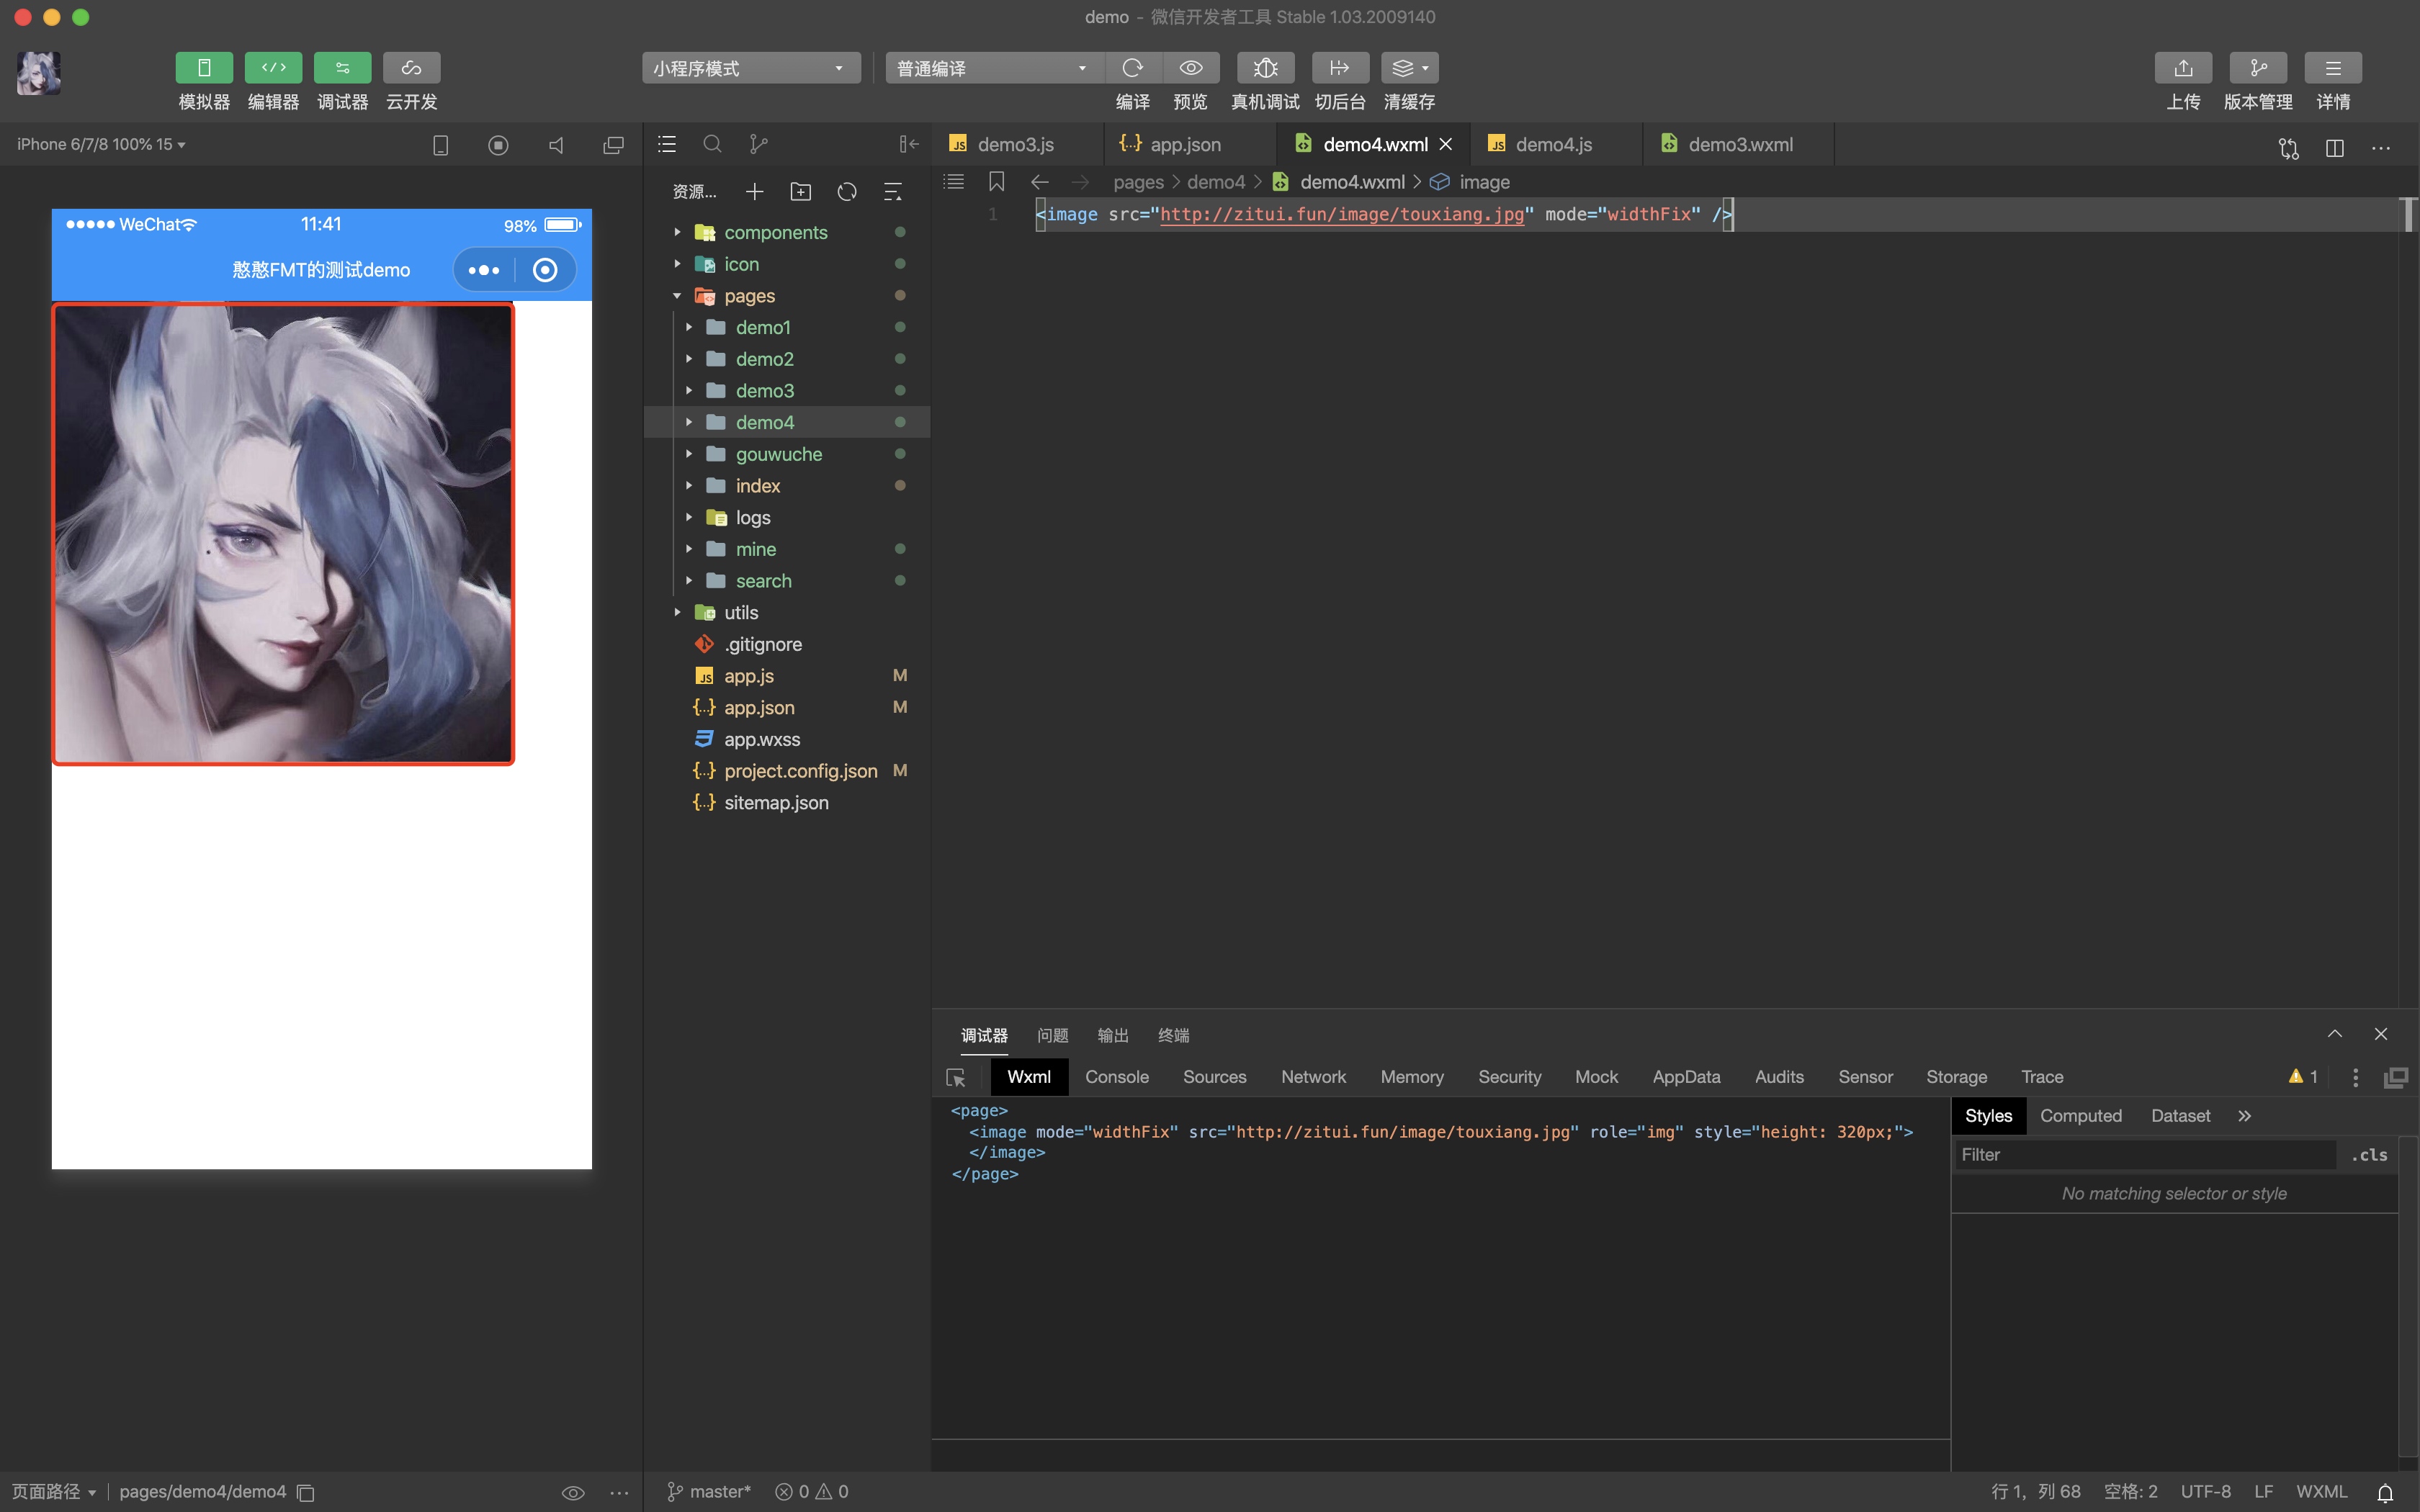 demo - 微信开发者工具 Stable 1.03.2009140
模拟器 编辑器 调试器 云开发
小程序模式 普通编译
编译 预览 真机调试 切后台 清缓存
上传 版本管理 详情
iPhone 6/7/8 100% 15
WeChat 11:41 98%
憨憨FMT的测试demo
资源...
components
icon
pages
demo1
demo2
demo3
demo4
gouwuche
index
logs
mine
search
utils
.gitignore
JS app.js M
{..} app.json M
app.wxss
{..} project.config.json M
{..} sitemap.json
JS demo3.js {..} app.json demo4.wxml JS demo4.js demo3.wxml
pages > demo4 > demo4.wxml > image
1 <image src="http://zitui.fun/image/touxiang.jpg" mode="widthFix" />
调试器 问题 输出 终端
Wxml Console Sources Network Memory Security Mock AppData Audits Sensor Storage Trace 1
<page>
<image mode="widthFix" src="http://zitui.fun/image/touxiang.jpg" role="img" style="height: 320px;">
</image>
</page>
Styles Computed Dataset »
Filter .cls
No matching selector or style
页面路径 pages/demo4/demo4
master* 0 0
行 1，列 68 空格: 2 UTF-8 LF WXML